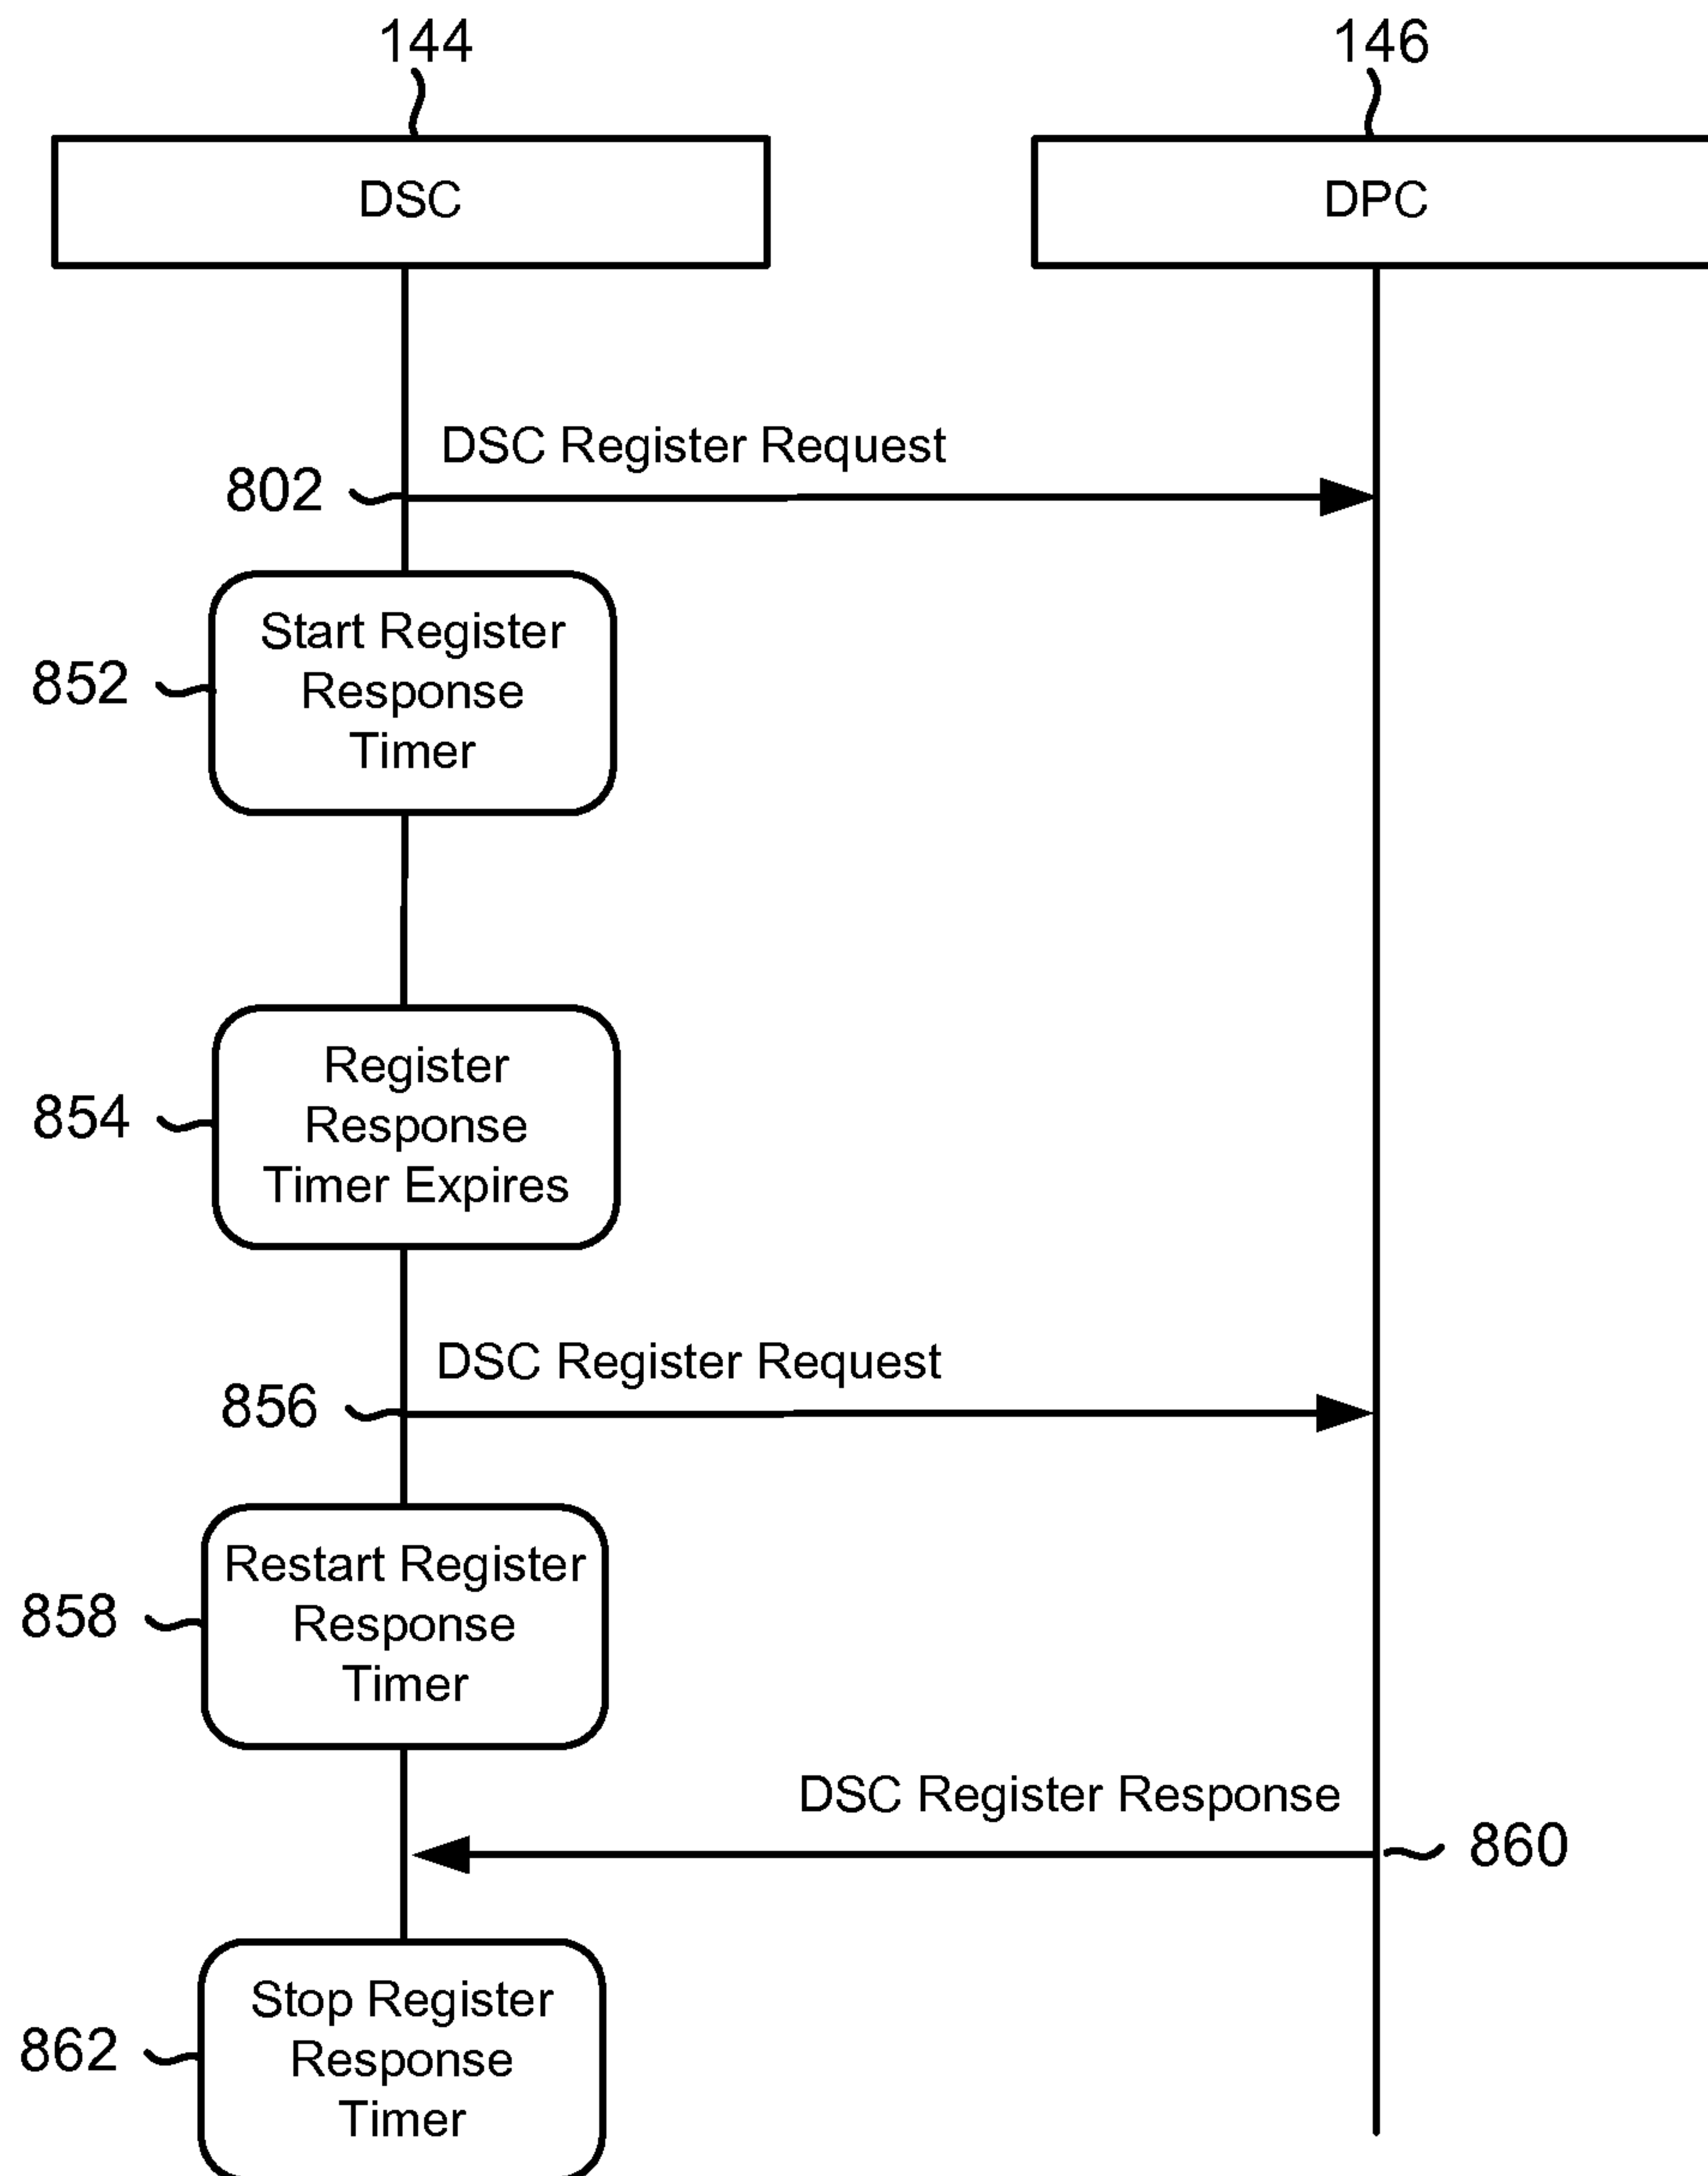 144
146
DSC
DPC
DSC Register Request
802
Start Register
Response
Timer
852
Register
Response
Timer Expires
854
DSC Register Request
856
Restart Register
Response
Timer
858
DSC Register Response
860
Stop Register
Response
Timer
862